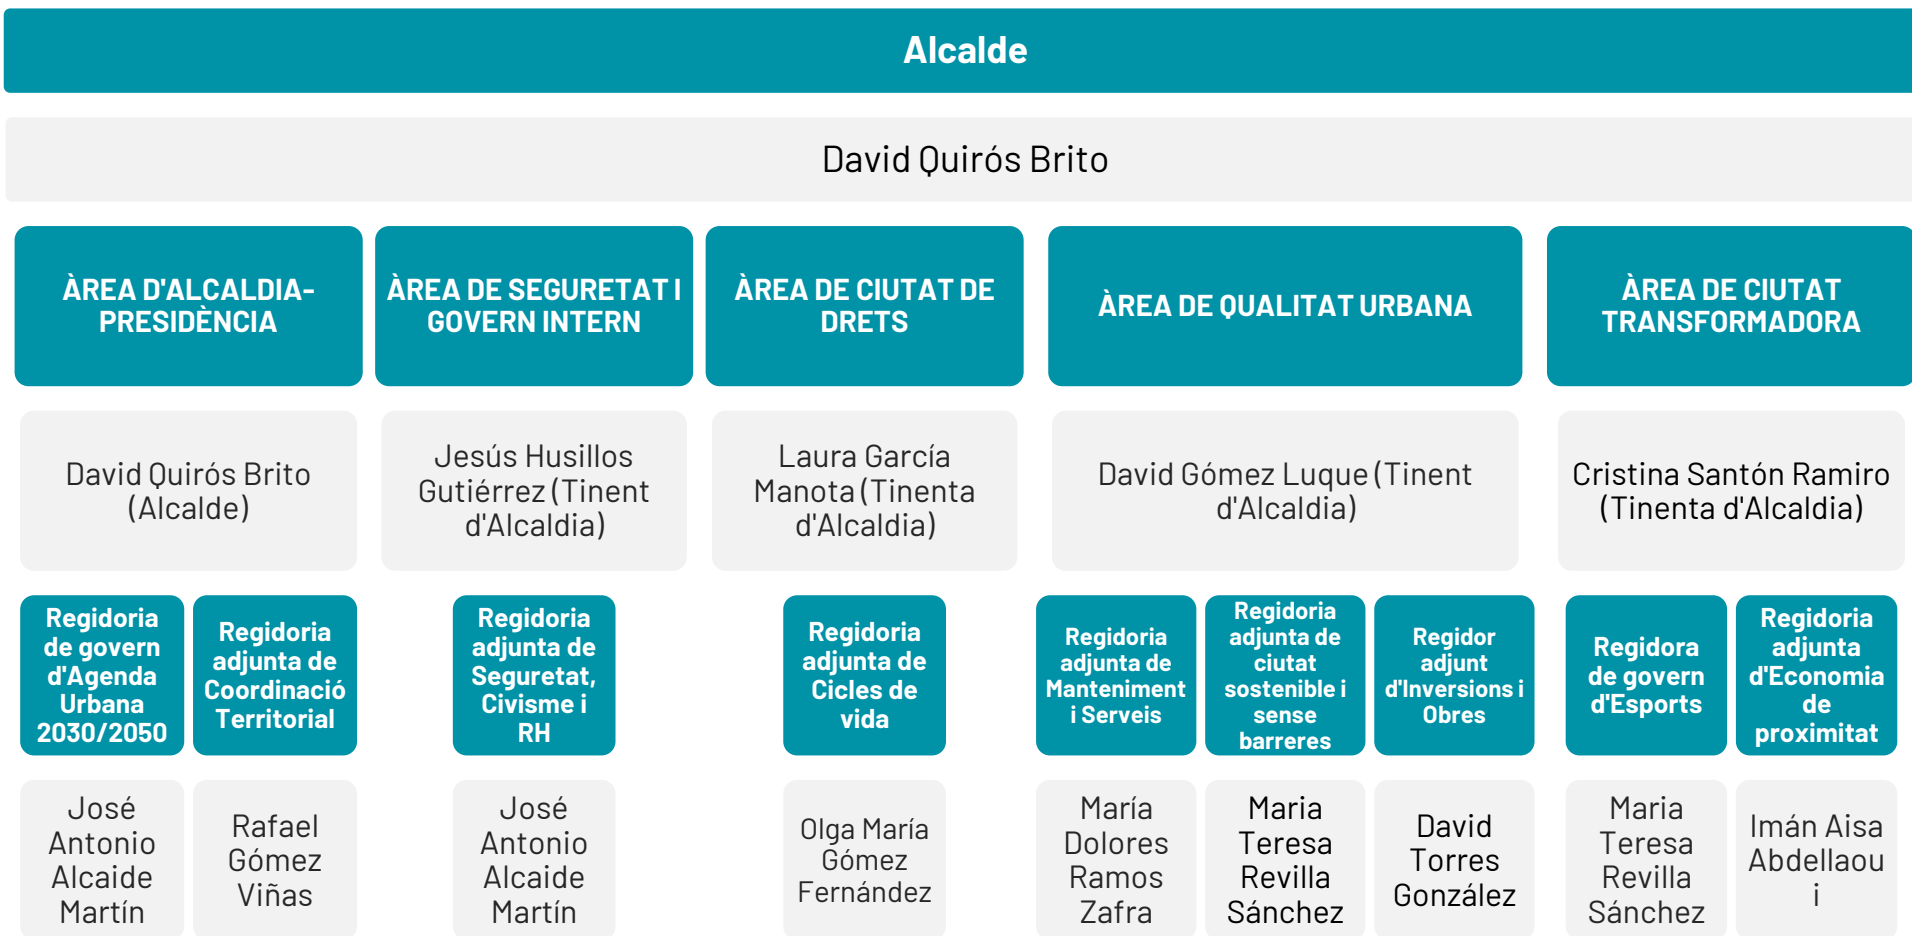 Alcalde
David Quirós Brito
ÀREA D'ALCALDIA-
PRESIDÈNCIA
ÀREA DE SEGURETAT I
GOVERN INTERN
ÀREA DE CIUTAT DE
DRETS
ÀREA DE QUALITAT URBANA
ÀREA DE CIUTAT
TRANSFORMADORA
David Quirós Brito
(Alcalde)
Jesús Husillos
Gutiérrez (Tinent
d'Alcaldia)
Laura García
Manota (Tinenta
d'Alcaldia)
David Gómez Luque (Tinent
d'Alcaldia)
Cristina Santón Ramiro
(Tinenta d'Alcaldia)
Regidoria
de govern
d'Agenda
Urbana
2030/2050
Regidoria
adjunta de
Coordinació
Territorial
Regidoria
adjunta de
Seguretat,
Civisme i
RH
Regidoria
adjunta de
Cicles de
vida
Regidoria
adjunta de
Manteniment
i Serveis
Regidoria
adjunta de
ciutat
sostenible i
sense
barreres
Regidor
adjunt
d'Inversions i
Obres
Regidora
de govern
d'Esports
Regidoria
adjunta
d'Economia
de
proximitat
José
Antonio
Alcaide
Martín
Rafael
Gómez
Viñas
José
Antonio
Alcaide
Martín
Olga María
Gómez
Fernández
María
Dolores
Ramos
Zafra
Maria
Teresa
Revilla
Sánchez
David
Torres
González
Maria
Teresa
Revilla
Sánchez
Imán Aisa
Abdellaou
i